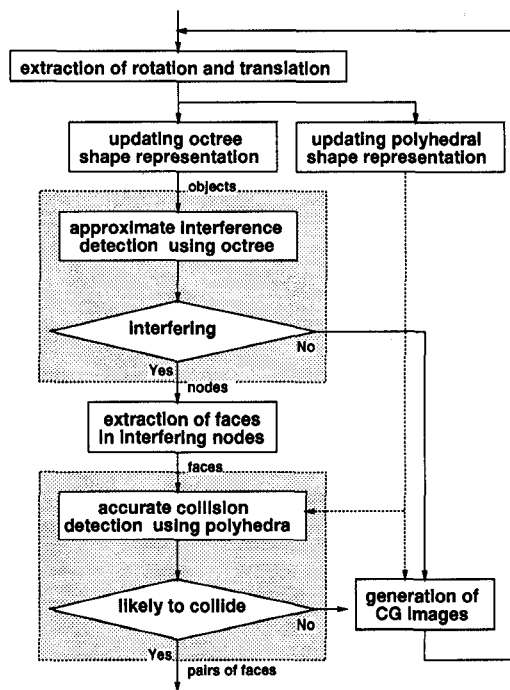 extraction of rotation and translation
updating octree
shape representation
updating polyhedral
shape representation
objects
approximate interference
detection using octree
interfering
No
Yes
nodes
extraction of faces
in interfering nodes
faces
accurate collision
detection using polyhedra
likely to collide
No
generation of
CG images
Yes
pairs of faces